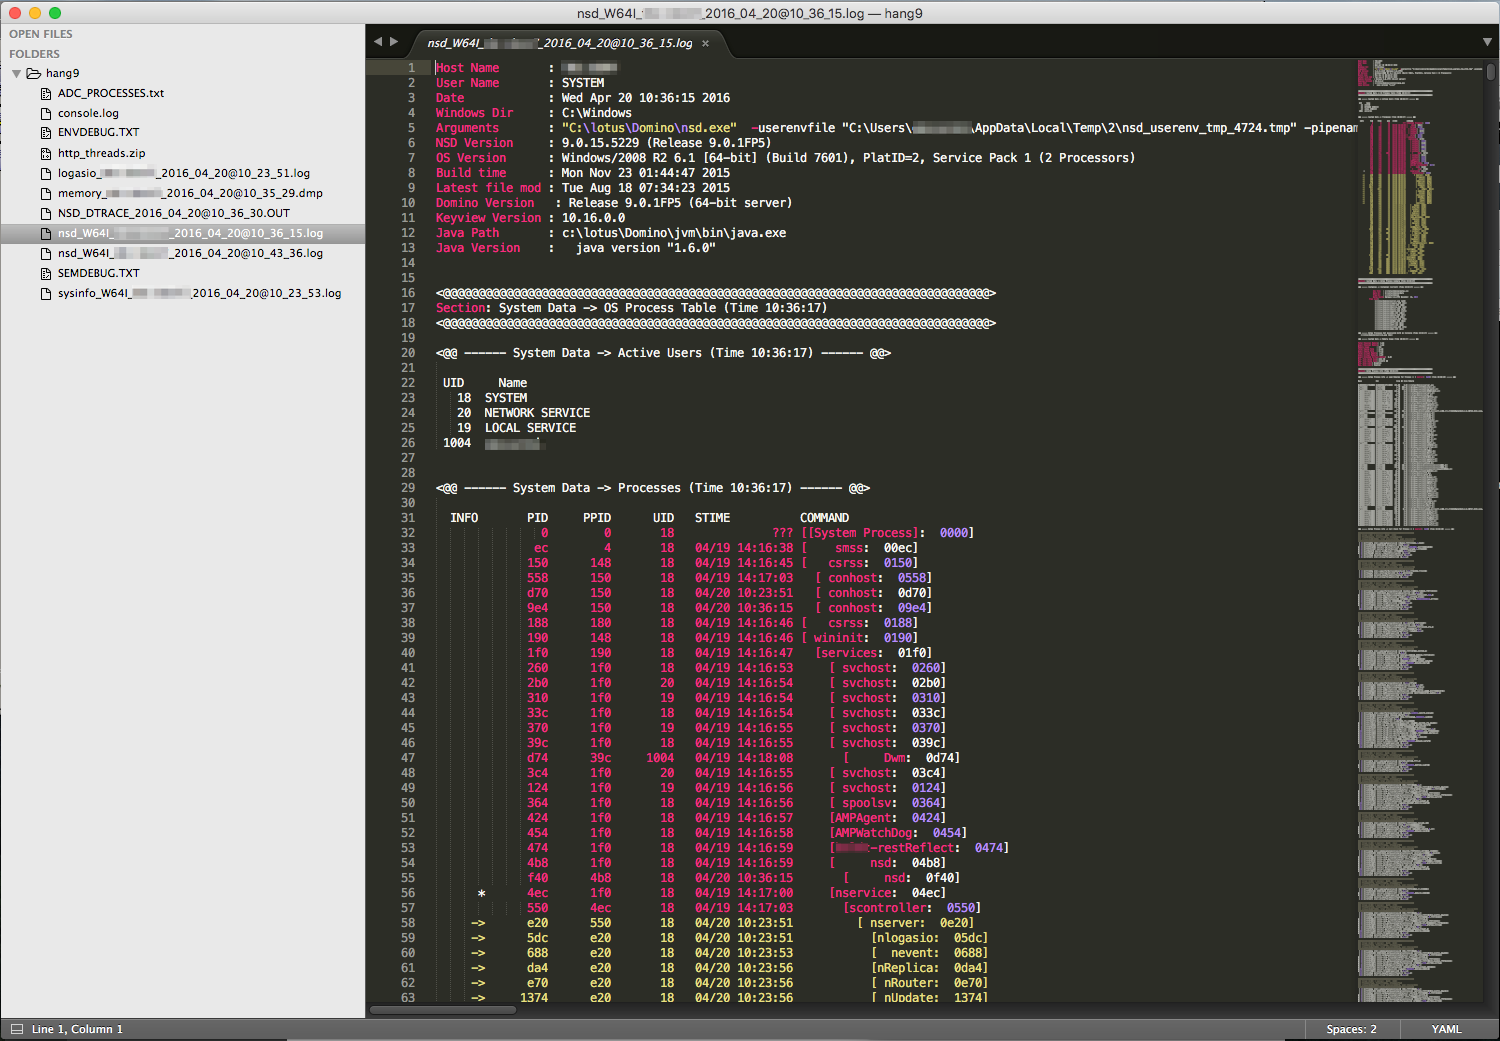 nsd_W64I_ _2016_04_20@10_36_15.log — hang9
OPEN FILES
FOLDERS
hang9
ADC_PROCESSES.txt
console.log
ENVDEBUG.TXT
http_threads.zip
logasio_ _2016_04_20@10_23_51.log
memory_ _2016_04_20@10_35_29.dmp
NSD_DTRACE_2016_04_20@10_36_30.OUT
nsd_W64I_ _2016_04_20@10_36_15.log
nsd_W64I_ _2016_04_20@10_43_36.log
SEMDEBUG.TXT
sysinfo_W64I_ _2016_04_20@10_23_53.log
nsd_W64I_ _2016_04_20@10_36_15.log ×
1 Host Name :
2 User Name : SYSTEM
3 Date : Wed Apr 20 10:36:15 2016
4 Windows Dir : C:\Windows
5 Arguments : "C:\lotus\Domino\nsd.exe" -userenvfile "C:\Users\ \AppData\Local\Temp\2\nsd_userenv_tmp_4724.tmp" -pipenam
6 NSD Version : 9.0.15.5229 (Release 9.0.1FP5)
7 OS Version : Windows/2008 R2 6.1 [64-bit] (Build 7601), PlatID=2, Service Pack 1 (2 Processors)
8 Build time : Mon Nov 23 01:44:47 2015
9 Latest file mod : Tue Aug 18 07:34:23 2015
10 Domino Version : Release 9.0.1FP5 (64-bit server)
11 Keyview Version : 10.16.0.0
12 Java Path : c:\lotus\Domino\jvm\bin\java.exe
13 Java Version : java version "1.6.0"
14
15
16 <@@@@@@@@@@@@@@@@@@@@@@@@@@@@@@@@@@@@@@@@@@@@@@@@@@@@@@@@@@@@@@@@@@@@@@@@@@@@@@>
17 Section: System Data -> OS Process Table (Time 10:36:17)
18 <@@@@@@@@@@@@@@@@@@@@@@@@@@@@@@@@@@@@@@@@@@@@@@@@@@@@@@@@@@@@@@@@@@@@@@@@@@@@@@>
19
20 <@@ ------ System Data -> Active Users (Time 10:36:17) ------ @@>
21
22 UID Name
23 18 SYSTEM
24 20 NETWORK SERVICE
25 19 LOCAL SERVICE
26 1004
27
28
29 <@@ ------ System Data -> Processes (Time 10:36:17) ------ @@>
30
31 INFO PID PPID UID STIME COMMAND
32 0 0 18 ??? [[System Process]: 0000]
33 ec 4 18 04/19 14:16:38 [ smss: 00ec]
34 150 148 18 04/19 14:16:45 [ csrss: 0150]
35 558 150 18 04/19 14:17:03 [ conhost: 0558]
36 d70 150 18 04/20 10:23:51 [ conhost: 0d70]
37 9e4 150 18 04/20 10:36:15 [ conhost: 09e4]
38 188 180 18 04/19 14:16:46 [ csrss: 0188]
39 190 148 18 04/19 14:16:46 [ wininit: 0190]
40 1f0 190 18 04/19 14:16:47 [services: 01f0]
41 260 1f0 18 04/19 14:16:53 [ svchost: 0260]
42 2b0 1f0 20 04/19 14:16:54 [ svchost: 02b0]
43 310 1f0 19 04/19 14:16:54 [ svchost: 0310]
44 33c 1f0 18 04/19 14:16:54 [ svchost: 033c]
45 370 1f0 19 04/19 14:16:55 [ svchost: 0370]
46 39c 1f0 18 04/19 14:16:55 [ svchost: 039c]
47 d74 39c 1004 04/19 14:18:08 [ Dwm: 0d74]
48 3c4 1f0 20 04/19 14:16:55 [ svchost: 03c4]
49 124 1f0 19 04/19 14:16:56 [ svchost: 0124]
50 364 1f0 18 04/19 14:16:56 [ spoolsv: 0364]
51 424 1f0 18 04/19 14:16:57 [AMPAgent: 0424]
52 454 1f0 18 04/19 14:16:58 [AMPWatchDog: 0454]
53 474 1f0 18 04/19 14:16:59 [ -restReflect: 0474]
54 4b8 1f0 18 04/19 14:16:59 [ nsd: 04b8]
55 f40 4b8 18 04/20 10:36:15 [ nsd: 0f40]
56 * 4ec 1f0 18 04/19 14:17:00 [nservice: 04ec]
57 550 4ec 18 04/19 14:17:03 [scontroller: 0550]
58 -> e20 550 18 04/20 10:23:51 [ nserver: 0e20]
59 -> 5dc e20 18 04/20 10:23:51 [nlogasio: 05dc]
60 -> 688 e20 18 04/20 10:23:53 [ nevent: 0688]
61 -> da4 e20 18 04/20 10:23:56 [nReplica: 0da4]
62 -> e70 e20 18 04/20 10:23:56 [ nRouter: 0e70]
63 -> 1374 e20 18 04/20 10:23:56 [ nUpdate: 1374]
Line 1, Column 1
Spaces: 2
YAML